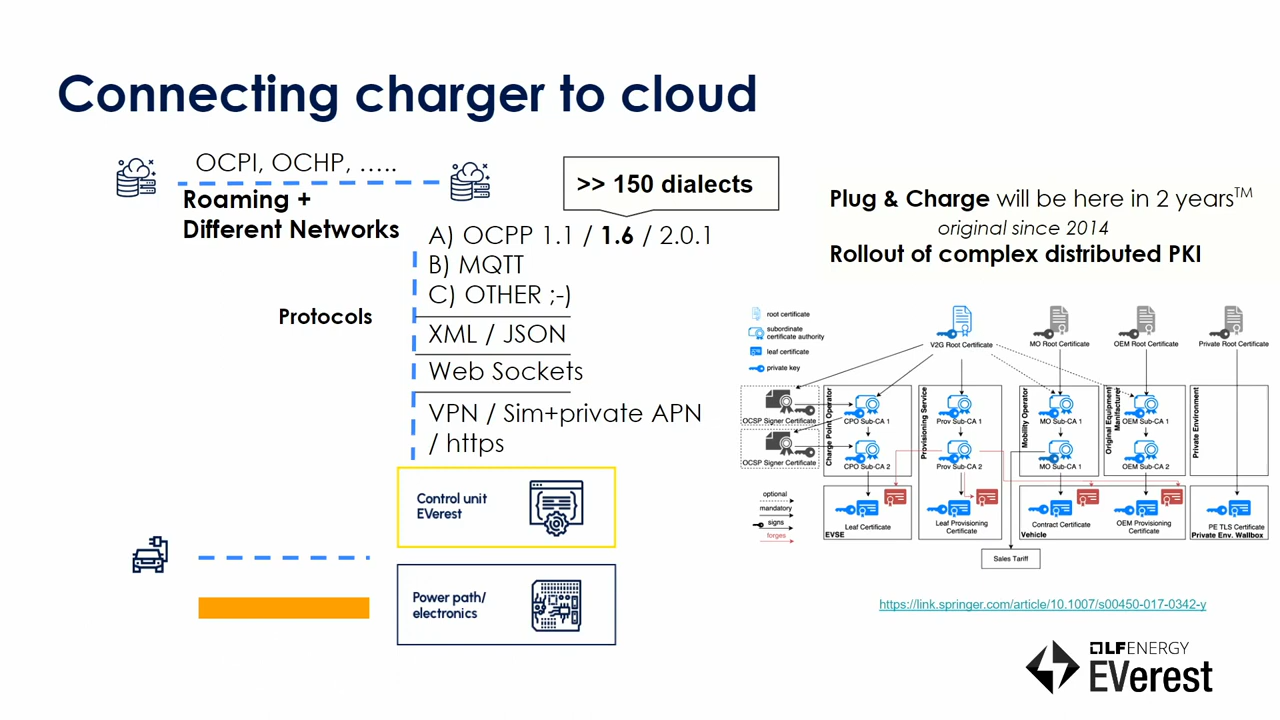 Connecting charger to cloud
OCPI, OCHP, .....
Roaming +
Different Networks
>> 150 dialects
A) OCPP 1.1 / 1.6 / 2.0.1
B) MQTT
C) OTHER ;-)
Protocols
XML / JSON
Web Sockets
VPN / Sim+private APN
/ https
Control unit
EVerest
Power path/
electronics
Plug & Charge will be here in 2 years™
original since 2014
Rollout of complex distributed PKI
root certificate
subordinate
certificate authority
leaf certificate
private key
V2G Root Certificate
MO Root Certificate
OEM Root Certificate
Private Root Certificate
OCSP Signer Certificate
OCSP Signer Certificate
Charge Point Operator
CPO Sub-CA 1
CPO Sub-CA 2
Provisioning Service
Prov Sub-CA 1
Prov Sub-CA 2
Mobility Operator
MO Sub-CA 1
MO Sub-CA 1
Original Equipment
Manifacturer
OEM Sub-CA 1
OEM Sub-CA 2
Private Environment
optional
mandatory
signs
forges
Leaf Certificate
EVSE
Leaf Provisioning
Certificate
Contract Certificate
OEM Provisioning
Certificate
Vehicle
PE TLS Certificate
Private Env. Wallbox
Sales Tariff
https://link.springer.com/article/10.1007/s00450-017-0342-y
LFENERGY
EVerest